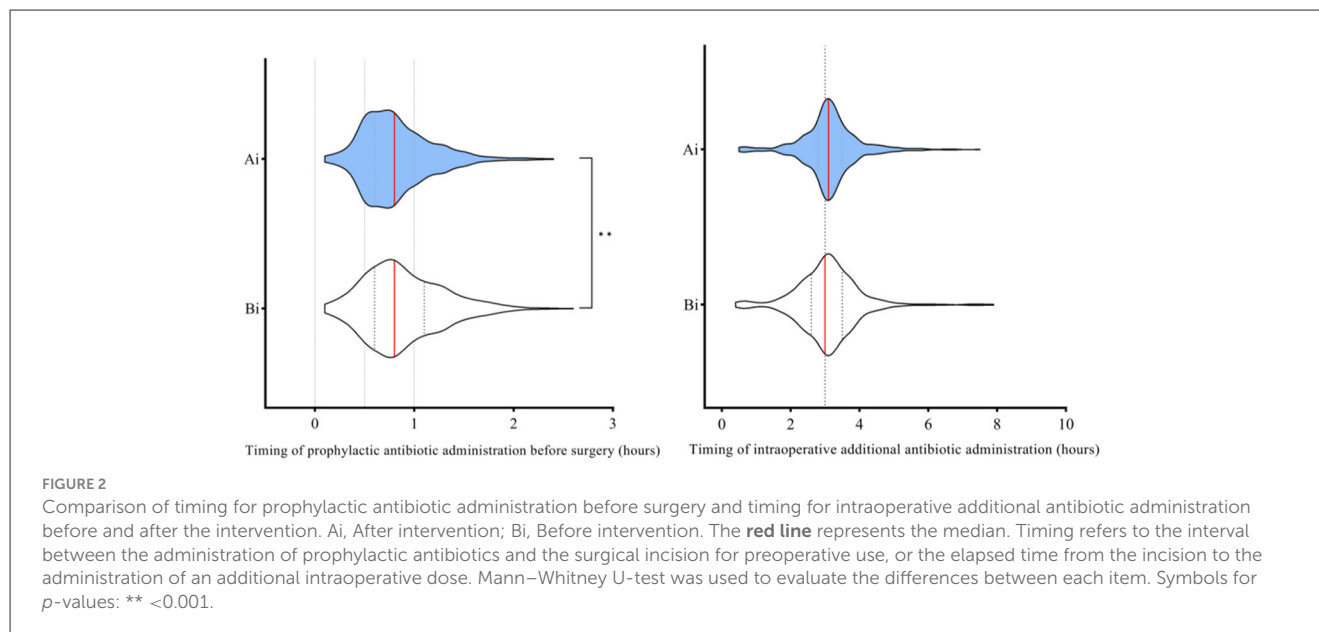 Ai
Bi
**
0 1 2 3
Timing of prophylactic antibiotic administration before surgery (hours)
Ai
Bi
0 2 4 6 8 10
Timing of intraoperative additional antibiotic administration (hours)
FIGURE 2
Comparison of timing for prophylactic antibiotic administration before surgery and timing for intraoperative additional antibiotic administration
before and after the intervention. Ai, After intervention; Bi, Before intervention. The red line represents the median. Timing refers to the interval
between the administration of prophylactic antibiotics and the surgical incision for preoperative use, or the elapsed time from the incision to the
administration of an additional intraoperative dose. Mann–Whitney U-test was used to evaluate the differences between each item. Symbols for
p-values: ** <0.001.